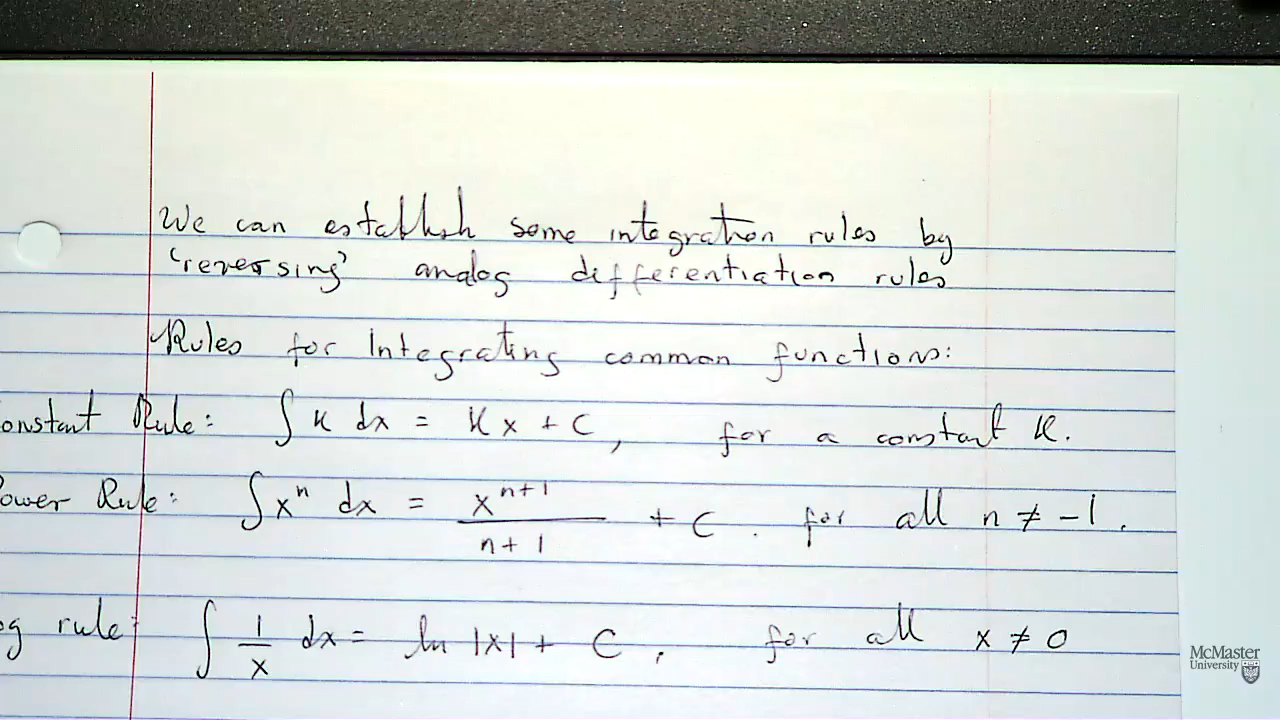 We can establish some integration rules by
'reversing' analog differentiation rules
Rules for Integrating common functions:
onstant Rule: ∫ K dx = Kx + C, for a constant K.
ower Rule: ∫ xⁿ dx = xⁿ⁺¹/(n+1) + C. for all n ≠ -1.
og rule: ∫ 1/x dx = ln |x| + C, for all x ≠ 0
McMaster
University